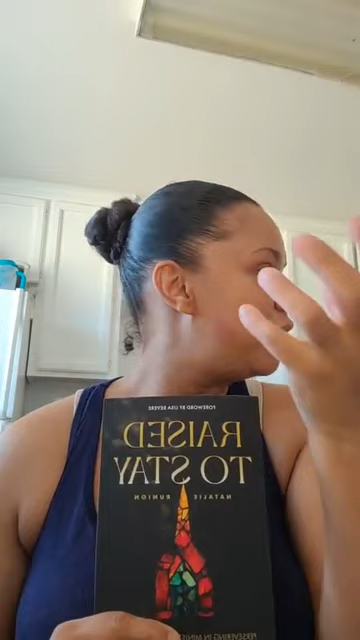 FOREWORD BY LISA BEVERE
RAISED
TO STAY
NATALIE RUNION
PERSEVERING IN